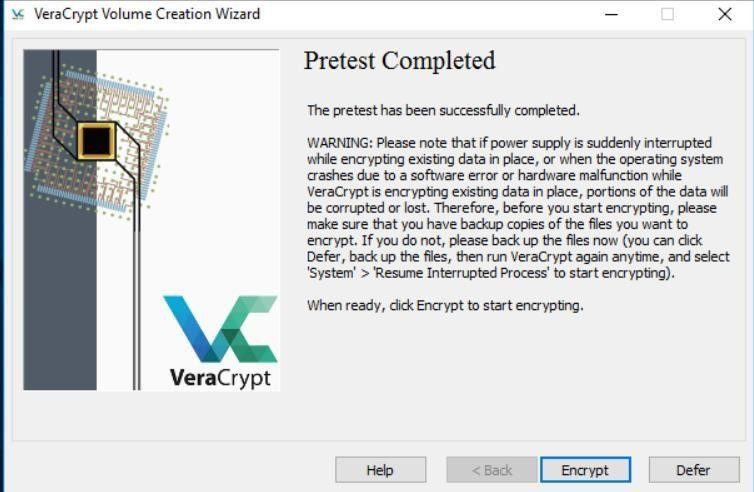 VeraCrypt Volume Creation Wizard
Pretest Completed
The pretest has been successfully completed.
WARNING: Please note that if power supply is suddenly interrupted
while encrypting existing data in place, or when the operating system
crashes due to a software error or hardware malfunction while
VeraCrypt is encrypting existing data in place, portions of the data will
be corrupted or lost. Therefore, before you start encrypting, please
make sure that you have backup copies of the files you want to
encrypt. If you do not, please back up the files now (you can click
Defer, back up the files, then run VeraCrypt again anytime, and select
'System' > 'Resume Interrupted Process' to start encrypting).
When ready, click Encrypt to start encrypting.
VeraCrypt
Help
< Back
Encrypt
Defer